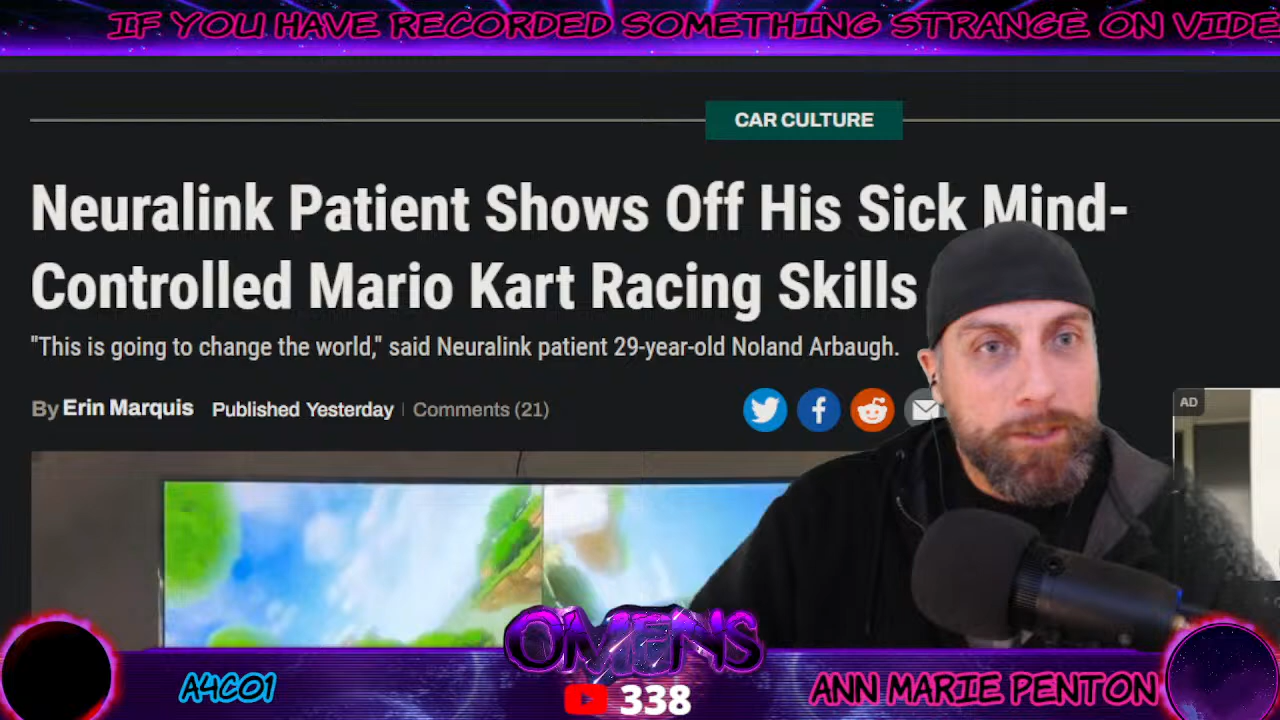 IF YOU HAVE RECORDED SOMETHING STRANGE ON VIDE
CAR CULTURE
Neuralink Patient Shows Off His Sick Mind-
Controlled Mario Kart Racing Skills
"This is going to change the world," said Neuralink patient 29-year-old Noland Arbaugh.
By Erin Marquis Published Yesterday | Comments (21)
AD
OMENS
A4C01
338
ANN MARIE PENTON